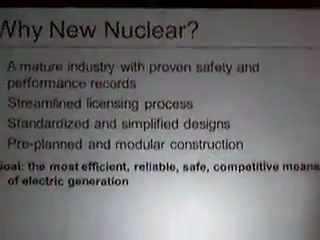 Why New Nuclear?
A mature industry with proven safety and
performance records
Streamlined licensing process
Standardized and simplified designs
Pre-planned and modular construction
oal: the most efficient, reliable, safe, competitive means
of electric generation